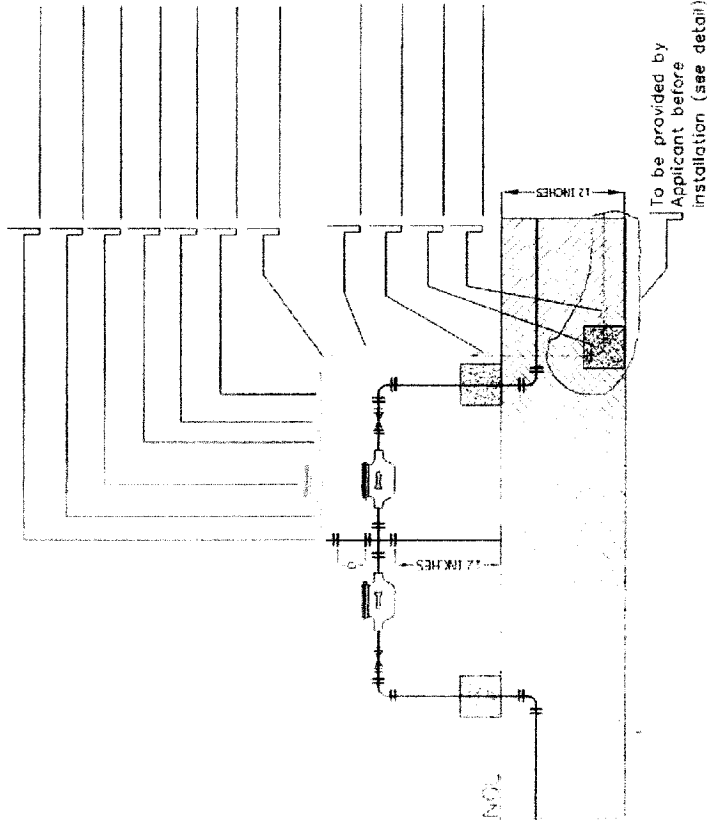 12 INCHES
12 INCHES
To be provided by
Applicant before
installation (see detail)